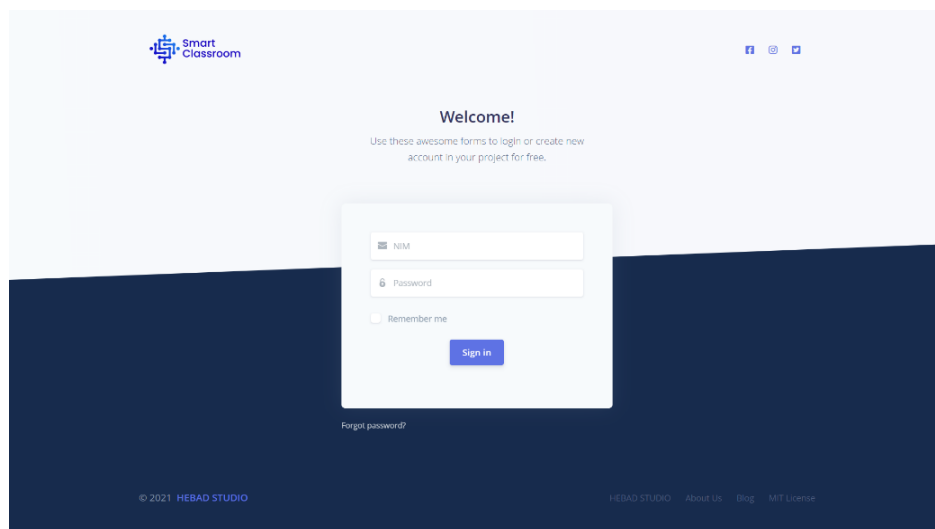 Smart
Classroom
Welcome!
Use these awesome forms to login or create new
account in your project for free.
NIM
Password
Remember me
Sign in
Forgot password?
© 2021 HEBAD STUDIO
HEBAD STUDIO About Us Blog MIT License